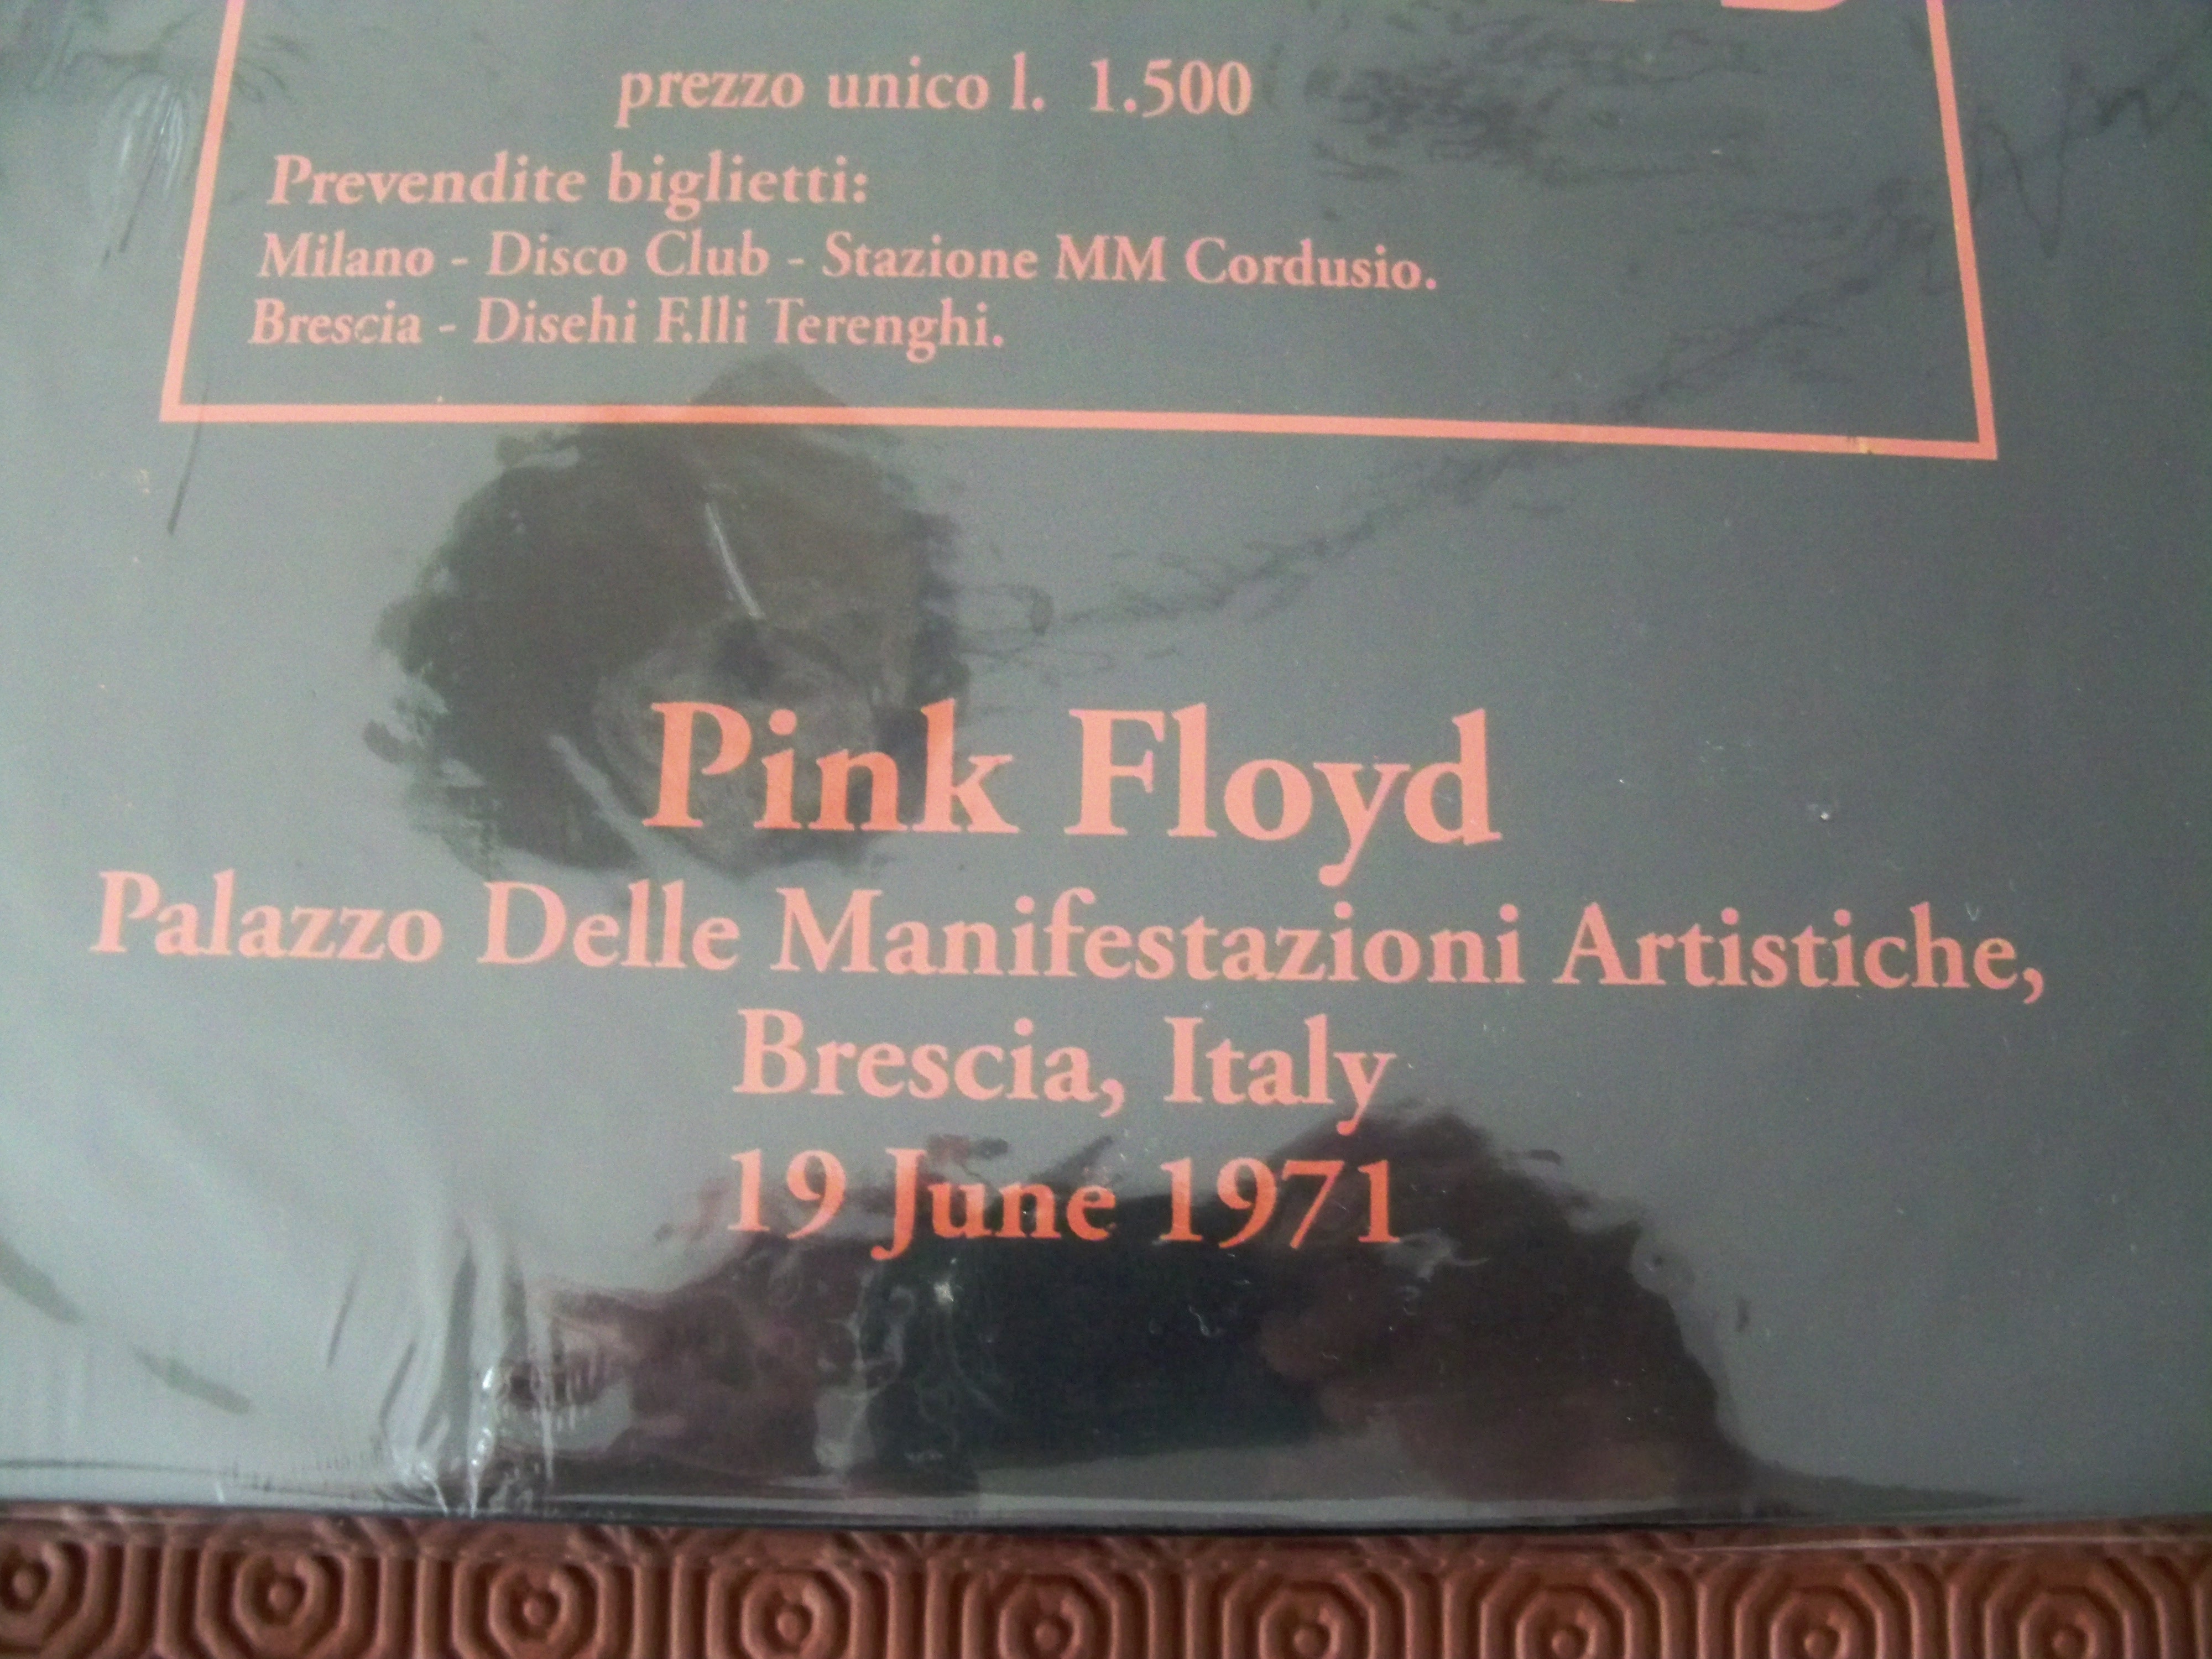 prezzo unico l. 1.500
Prevendite biglietti:
Milano - Disco Club - Stazione MM Cordusio.
Brescia - Disehi F.lli Terenghi.
Pink Floyd
Palazzo Delle Manifestazioni Artistiche,
Brescia, Italy
19 June 1971